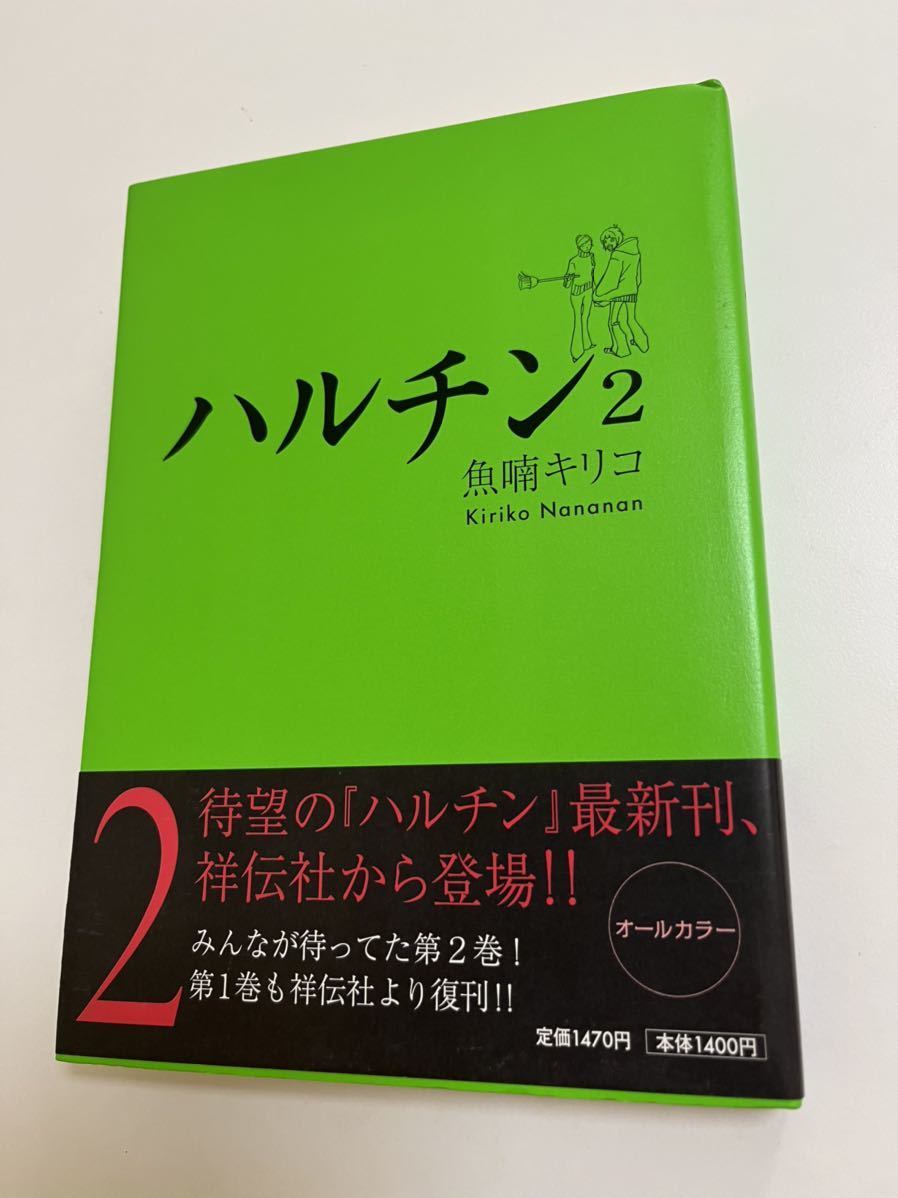 ハルチン2
魚喃キリコ
Kiriko Nananan
2
待望の『ハルチン』最新刊、
祥伝社から登場!!
みんなが待ってた第2巻!
第1巻も祥伝社より復刊!!
オールカラー
定価1470円 本体1400円